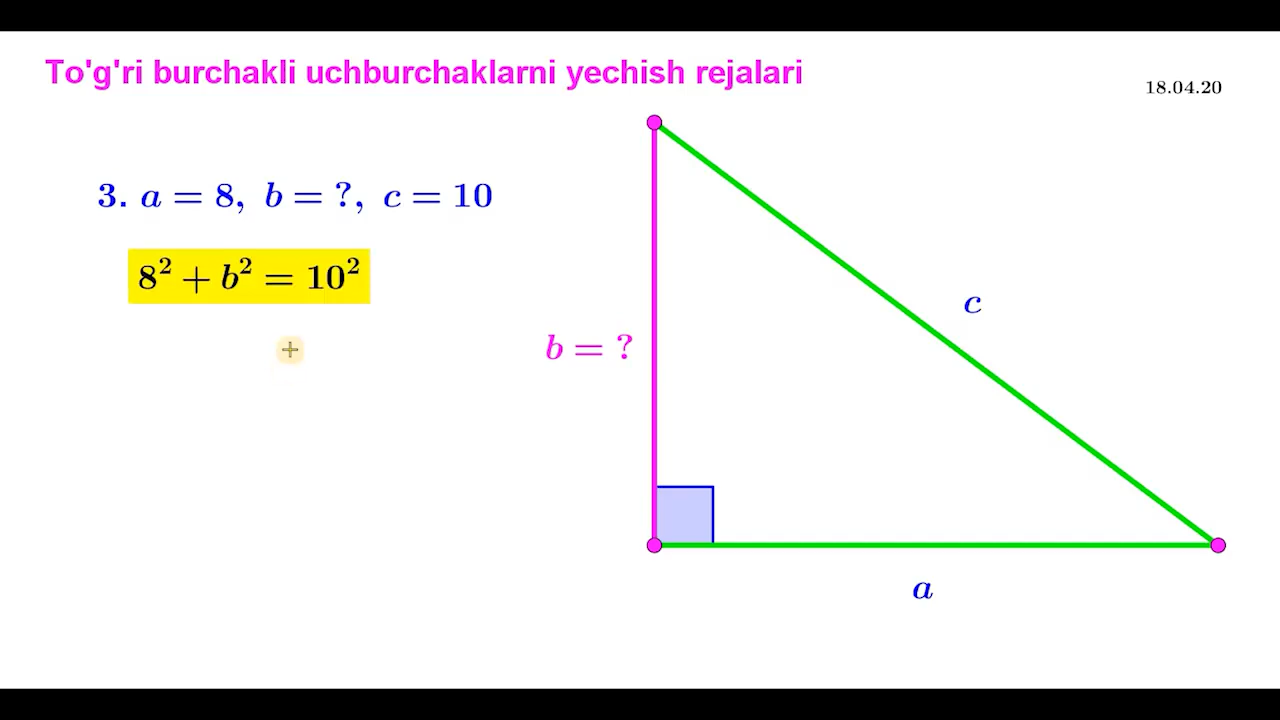 To'g'ri burchakli uchburchaklarni yechish rejalari
18.04.20
3. a = 8, b = ?, c = 10
8² + b² = 10²
c
b = ?
a